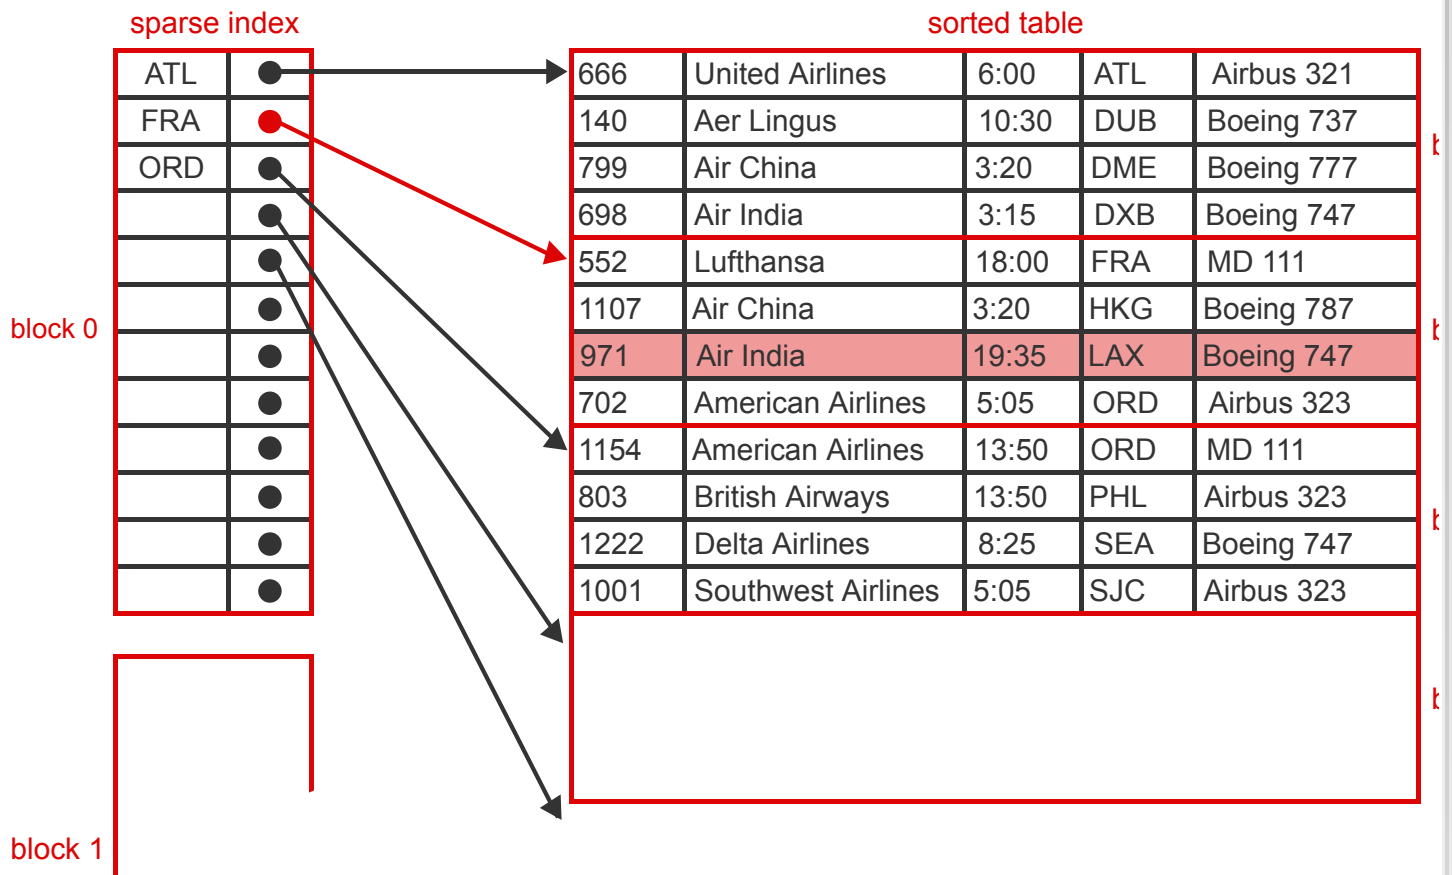 sparse index
sorted table
ATL
FRA
ORD
block 0
block 1
666 United Airlines 6:00 ATL Airbus 321
140 Aer Lingus 10:30 DUB Boeing 737
799 Air China 3:20 DME Boeing 777
698 Air India 3:15 DXB Boeing 747
552 Lufthansa 18:00 FRA MD 111
1107 Air China 3:20 HKG Boeing 787
971 Air India 19:35 LAX Boeing 747
702 American Airlines 5:05 ORD Airbus 323
1154 American Airlines 13:50 ORD MD 111
803 British Airways 13:50 PHL Airbus 323
1222 Delta Airlines 8:25 SEA Boeing 747
1001 Southwest Airlines 5:05 SJC Airbus 323